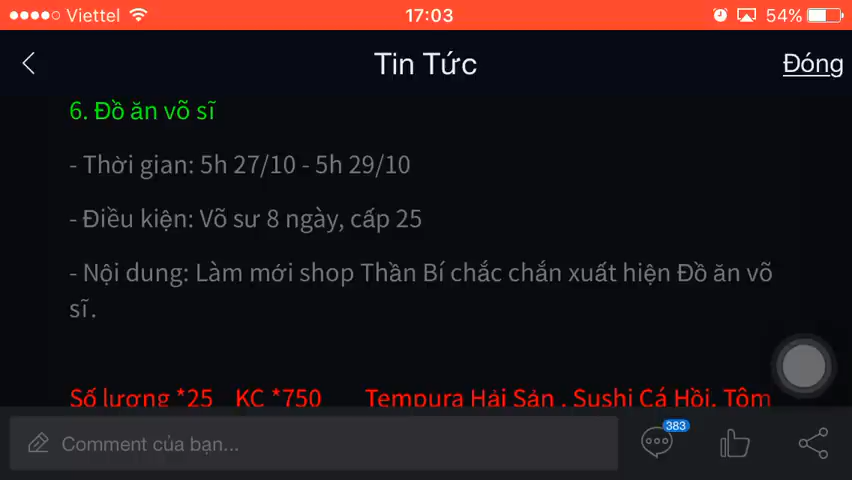 Viettel 17:03 54%
Tin Tức Đóng
6. Đồ ăn võ sĩ
- Thời gian: 5h 27/10 - 5h 29/10
- Điều kiện: Võ sư 8 ngày, cấp 25
- Nội dung: Làm mới shop Thần Bí chắc chắn xuất hiện Đồ ăn võ
sĩ.
Số lượng *25 KC *750 Tempura Hải Sản , Sushi Cá Hồi, Tôm
383
Comment của bạn...